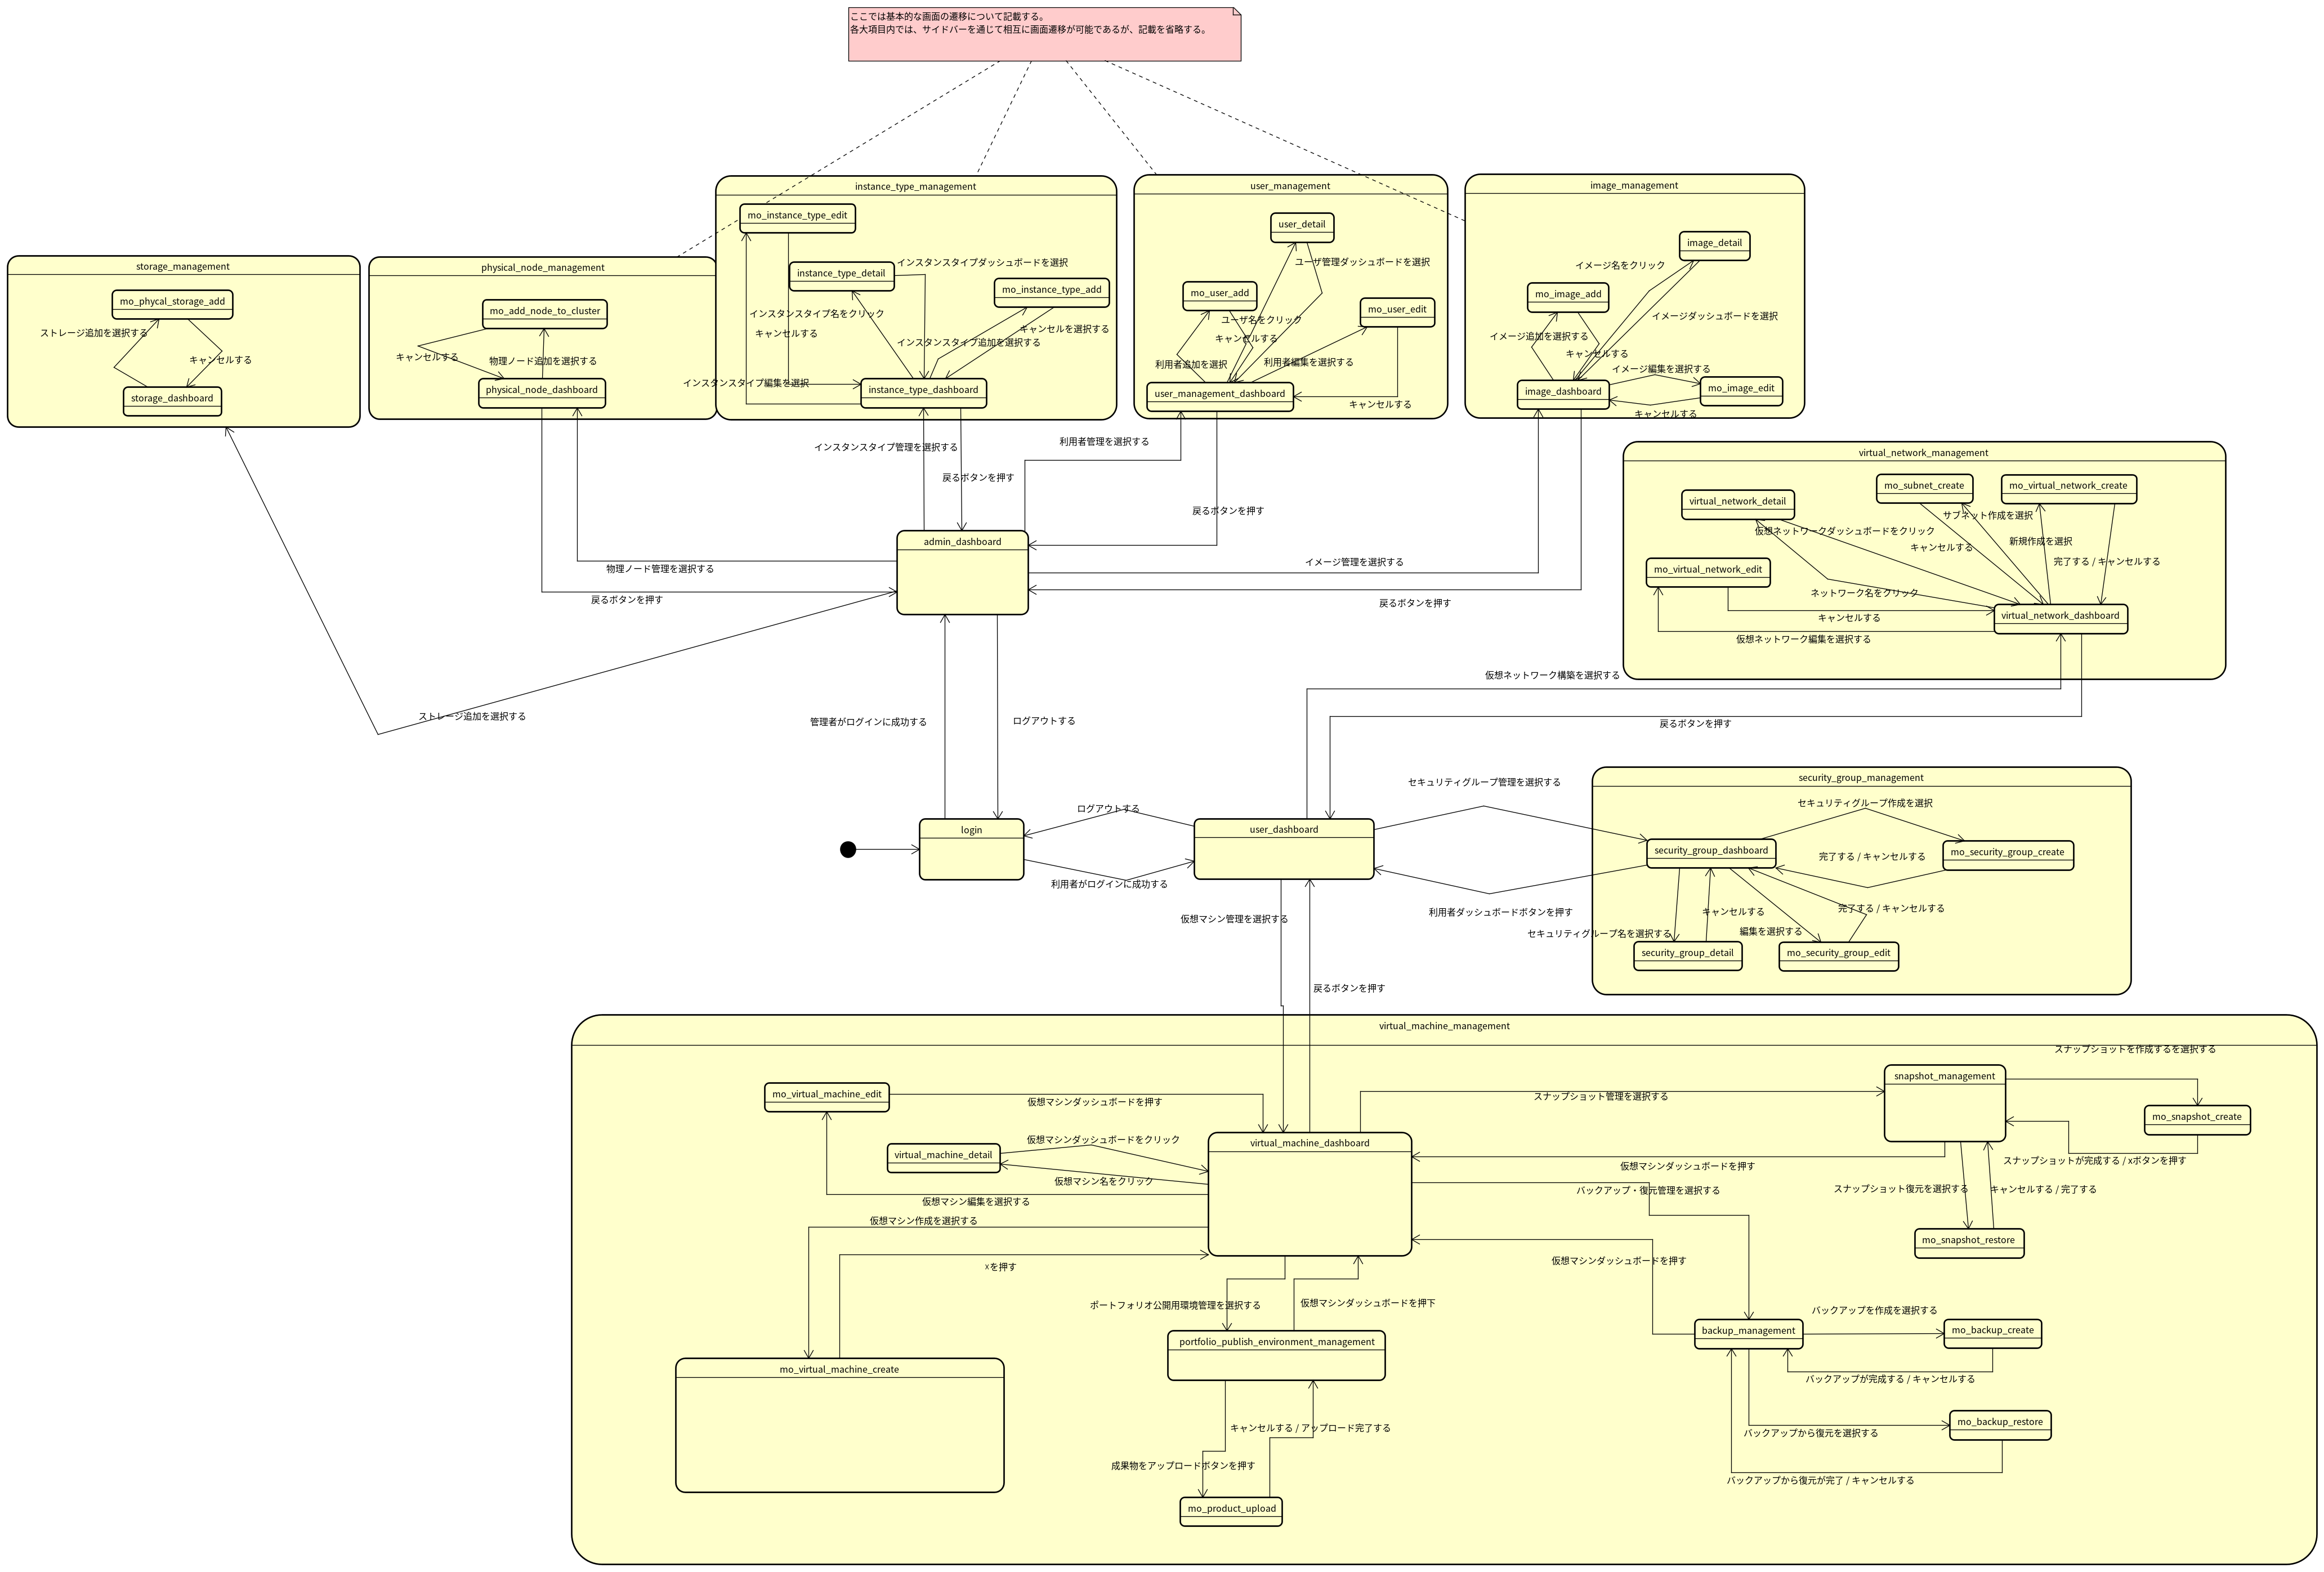 ここでは基本的な画面の遷移について記載する。
各大項目内では、サイドバーを通じて相互に画面遷移が可能であるが、記載を省略する。
storage_management
mo_phycal_storage_add
ストレージ追加を選択する
キャンセルする
storage_dashboard
physical_node_management
mo_add_node_to_cluster
キャンセルする
物理ノード追加を選択する
physical_node_dashboard
instance_type_management
mo_instance_type_edit
instance_type_detail
インスタンスタイプダッシュボードを選択
mo_instance_type_add
インスタンスタイプ名をクリック
キャンセルする
キャンセルを選択する
インスタンスタイプ追加を選択する
インスタンスタイプ編集を選択
instance_type_dashboard
user_management
user_detail
ユーザ管理ダッシュボードを選択
mo_user_add
mo_user_edit
ユーザ名をクリック
キャンセルする
利用者追加を選択
利用者編集を選択する
user_management_dashboard
キャンセルする
image_management
image_detail
イメージ名をクリック
mo_image_add
イメージダッシュボードを選択
イメージ追加を選択する
キャンセルする
イメージ編集を選択する
image_dashboard
mo_image_edit
キャンセルする
インスタンスタイプ管理を選択する
戻るボタンを押す
利用者管理を選択する
戻るボタンを押す
admin_dashboard
物理ノード管理を選択する
戻るボタンを押す
イメージ管理を選択する
戻るボタンを押す
virtual_network_management
virtual_network_detail
mo_subnet_create
mo_virtual_network_create
サブネット作成を選択
仮想ネットワークダッシュボードをクリック
キャンセルする
新規作成を選択
完了する / キャンセルする
mo_virtual_network_edit
ネットワーク名をクリック
キャンセルする
virtual_network_dashboard
仮想ネットワーク編集を選択する
仮想ネットワーク構築を選択する
戻るボタンを押す
ストレージ追加を選択する
管理者がログインに成功する
ログアウトする
login
ログアウトする
利用者がログインに成功する
user_dashboard
セキュリティグループ管理を選択する
利用者ダッシュボードボタンを押す
security_group_management
セキュリティグループ作成を選択
security_group_dashboard
mo_security_group_create
完了する / キャンセルする
キャンセルする
完了する / キャンセルする
セキュリティグループ名を選択する
編集を選択する
security_group_detail
mo_security_group_edit
仮想マシン管理を選択する
戻るボタンを押す
virtual_machine_management
スナップショットを作成するを選択する
mo_virtual_machine_edit
仮想マシンダッシュボードを押す
スナップショット管理を選択する
snapshot_management
mo_snapshot_create
virtual_machine_detail
仮想マシンダッシュボードをクリック
virtual_machine_dashboard
仮想マシンダッシュボードを押す
スナップショットが完成する / xボタンを押す
仮想マシン名をクリック
バックアップ・復元管理を選択する
スナップショット復元を選択する
キャンセルする / 完了する
仮想マシン編集を選択する
仮想マシン作成を選択する
mo_snapshot_restore
xを押す
仮想マシンダッシュボードを押す
ポートフォリオ公開用環境管理を選択する
仮想マシンダッシュボードを押下
バックアップを作成を選択する
portfolio_publish_environment_management
backup_management
mo_backup_create
mo_virtual_machine_create
バックアップが完成する / キャンセルする
キャンセルする / アップロード完了する
mo_backup_restore
バックアップから復元を選択する
成果物をアップロードボタンを押す
バックアップから復元が完了 / キャンセルする
mo_product_upload